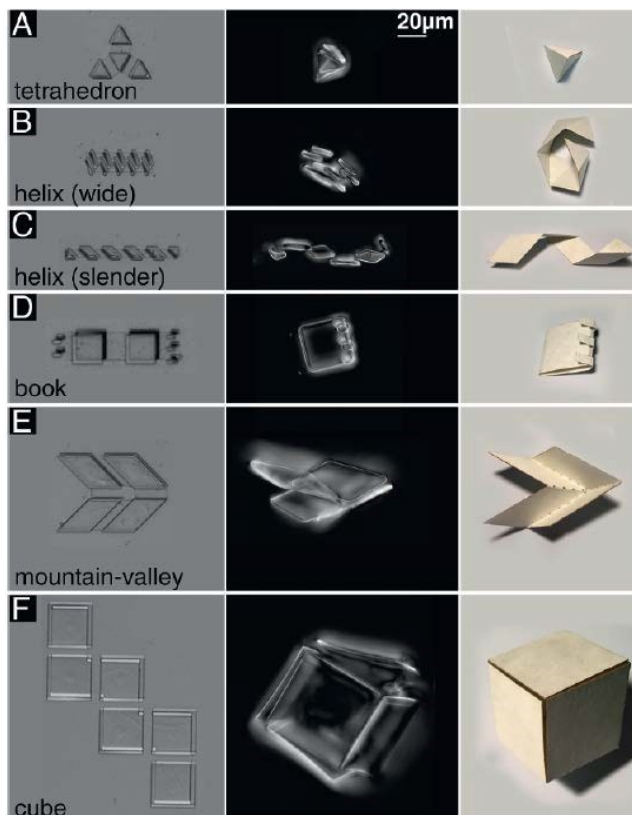 A
20μm
tetrahedron
B
helix (wide)
C
helix (slender)
D
book
E
mountain-valley
F
cube